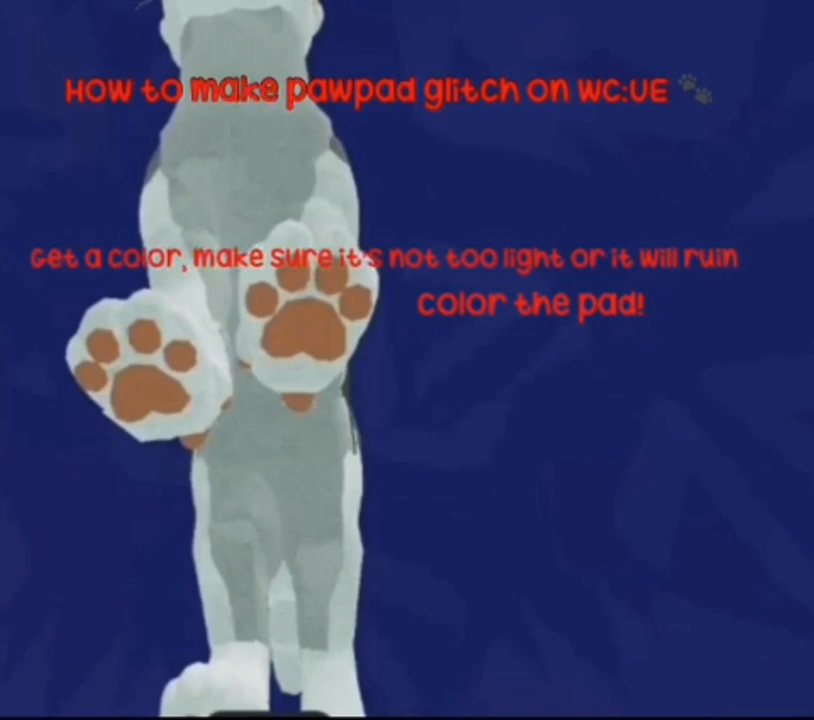 How to make pawpad glitch on WC:UE 🐾
Get a color, make sure it's not too light or it will ruin
color the pad!